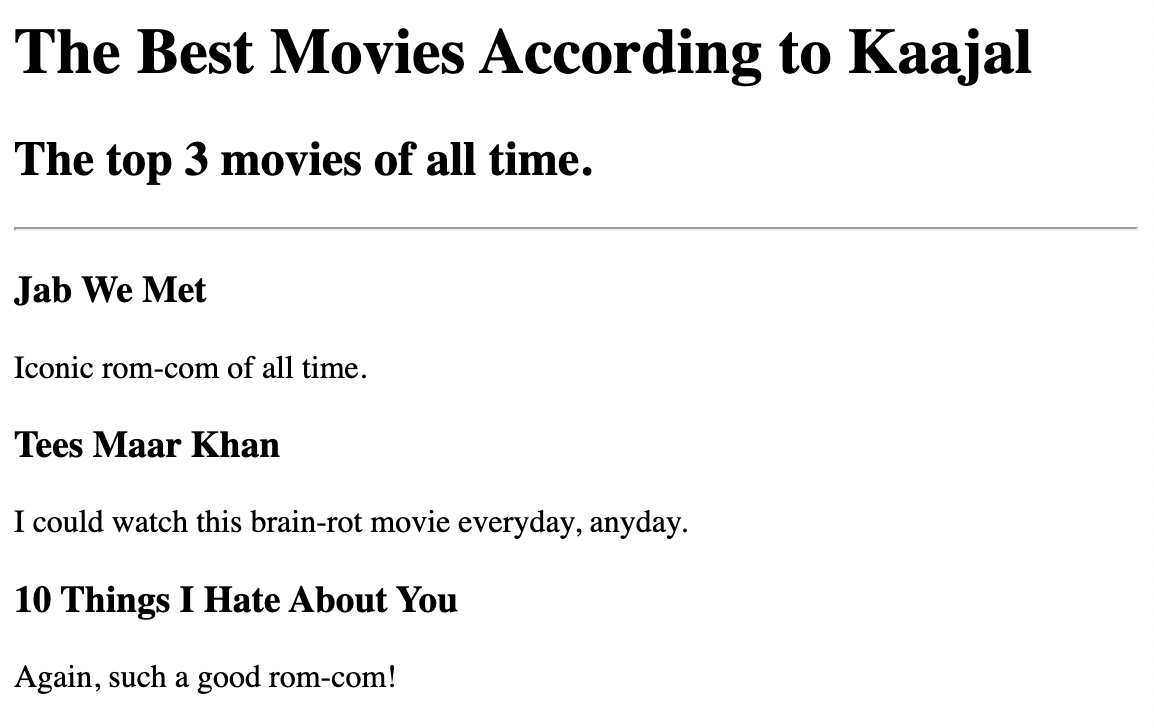 The Best Movies According to Kaajal
The top 3 movies of all time.
Jab We Met
Iconic rom-com of all time.
Tees Maar Khan
I could watch this brain-rot movie everyday, anyday.
10 Things I Hate About You
Again, such a good rom-com!